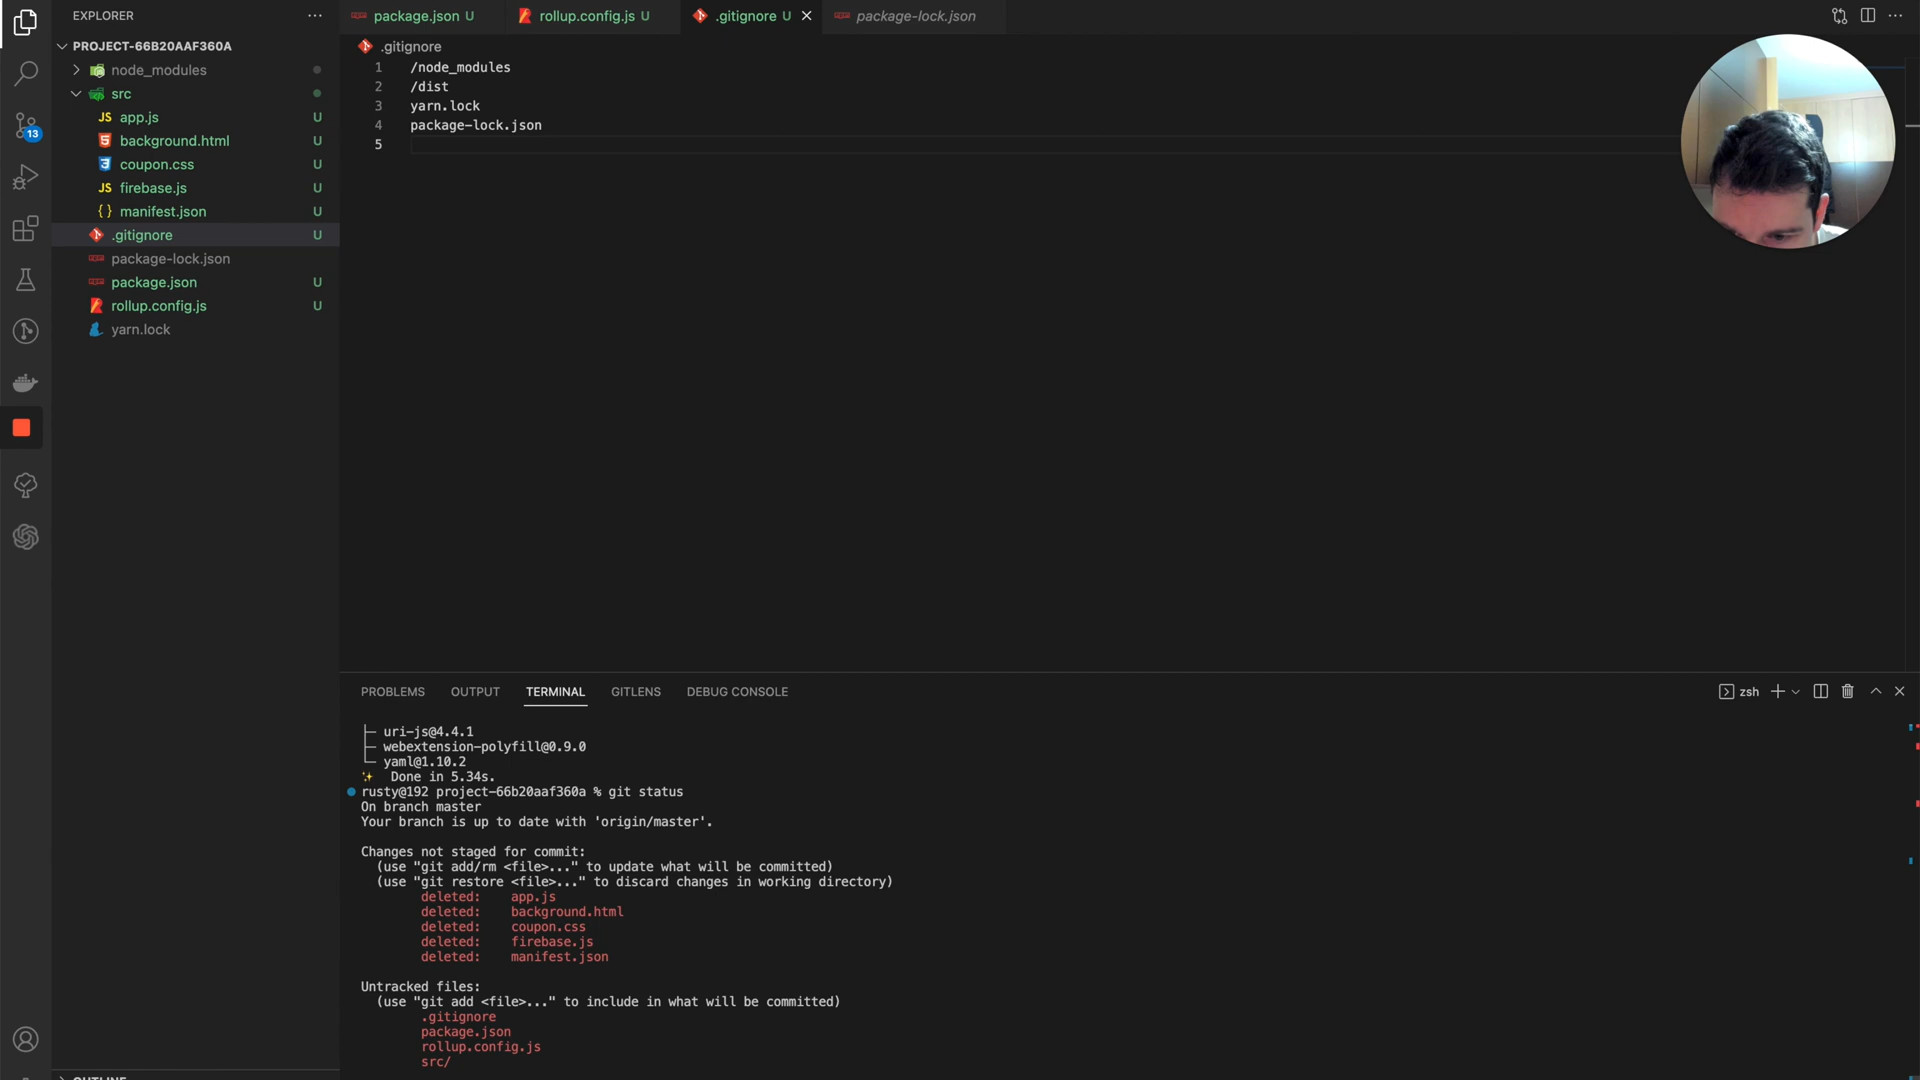 EXPLORER
PROJECT-66B20AAF360A
node_modules
src
JS app.js U
background.html U
coupon.css U
JS firebase.js U
{} manifest.json U
.gitignore U
package-lock.json
package.json U
rollup.config.js U
yarn.lock
13
package.json U
rollup.config.js U
.gitignore U
package-lock.json
.gitignore
1 /node_modules
2 /dist
3 yarn.lock
4 package-lock.json
5
PROBLEMS OUTPUT TERMINAL GITLENS DEBUG CONSOLE
zsh
├─ uri-js@4.4.1
├─ webextension-polyfill@0.9.0
└─ yaml@1.10.2
✨ Done in 5.34s.
rusty@192 project-66b20aaf360a % git status
On branch master
Your branch is up to date with 'origin/master'.
Changes not staged for commit:
(use "git add/rm <file>..." to update what will be committed)
(use "git restore <file>..." to discard changes in working directory)
deleted: app.js
deleted: background.html
deleted: coupon.css
deleted: firebase.js
deleted: manifest.json
Untracked files:
(use "git add <file>..." to include in what will be committed)
.gitignore
package.json
rollup.config.js
src/
OUTLINE